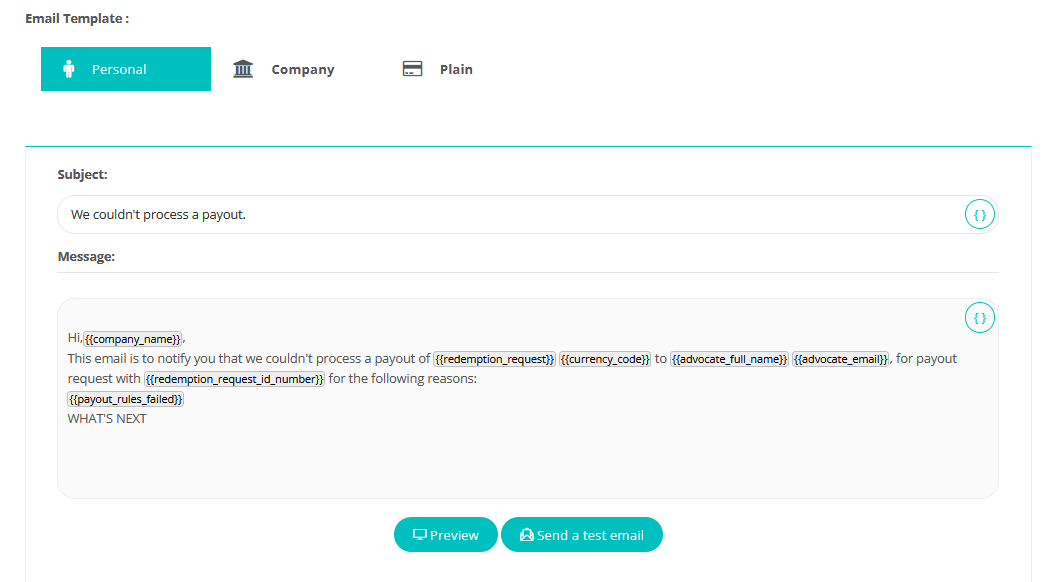 Email Template :
Personal
Company
Plain
Subject:
We couldn't process a payout.
{ }
Message:
{ }
Hi,{{company_name}},
This email is to notify you that we couldn't process a payout of {{redemption_request}} {{currency_code}} to {{advocate_full_name}} {{advocate_email}}, for payout
request with {{redemption_request_id_number}} for the following reasons:
{{payout_rules_failed}}
WHAT'S NEXT
Preview
Send a test email